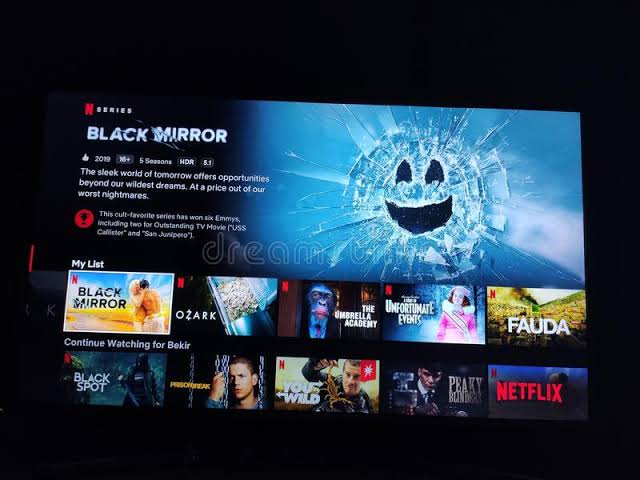 N SERIES
BLACK MIRROR
2019 16+ 5 Seasons HDR 5.1
The sleek world of tomorrow offers opportunities
beyond our wildest dreams. At a price out of our
worst nightmares.
This cult-favorite series has won six Emmys,
including two for Outstanding TV Movie ("USS
Callister" and "San Junipero").
dreamstime
My List
N
BLACK
MIRROR
OZARK
N
THE
UMBRELLA
ACADEMY
N
UNFORTUNATE
EVENTS
N
FAUDA
Continue Watching for Bekir
N
BLACK
SPOT
PRISON BREAK
N
YOU
VS
WILD
PEAKY
BLINDERS
N
NETFLIX